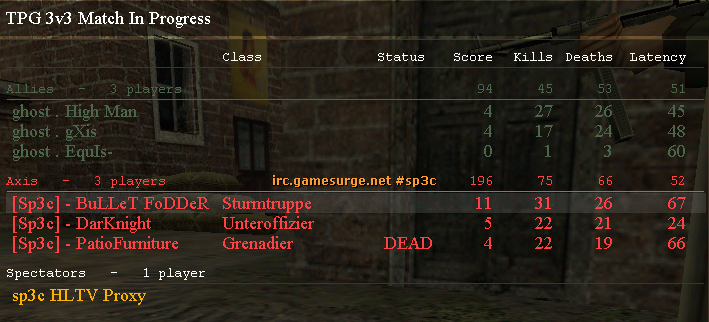 TPG 3v3 Match In Progress
Class Status Score Kills Deaths Latency
Allies - 3 players 94 45 53 51
ghost . High Man 4 27 26 45
ghost . gXis 4 17 24 48
ghost . EquIs- 0 1 3 60
Axis - 3 players irc.gamesurge.net #sp3c 196 75 66 52
[Sp3c] - BuLLeT FoDDeR Sturmtruppe 11 31 26 67
[Sp3c] - DarKnight Unteroffizier 5 22 21 24
[Sp3c] - PatioFurniture Grenadier DEAD 4 22 19 66
Spectators - 1 player
sp3c HLTV Proxy